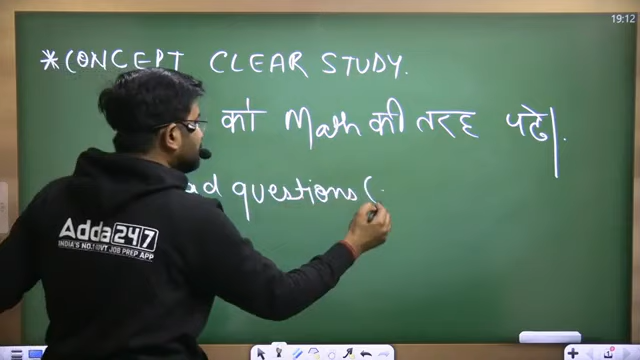 19:12
*CONCEPT CLEAR STUDY.
को Math की तरह पढ़े|.
questions (
Adda247
INDIA'S NO.1 GOVT JOB PREP APP